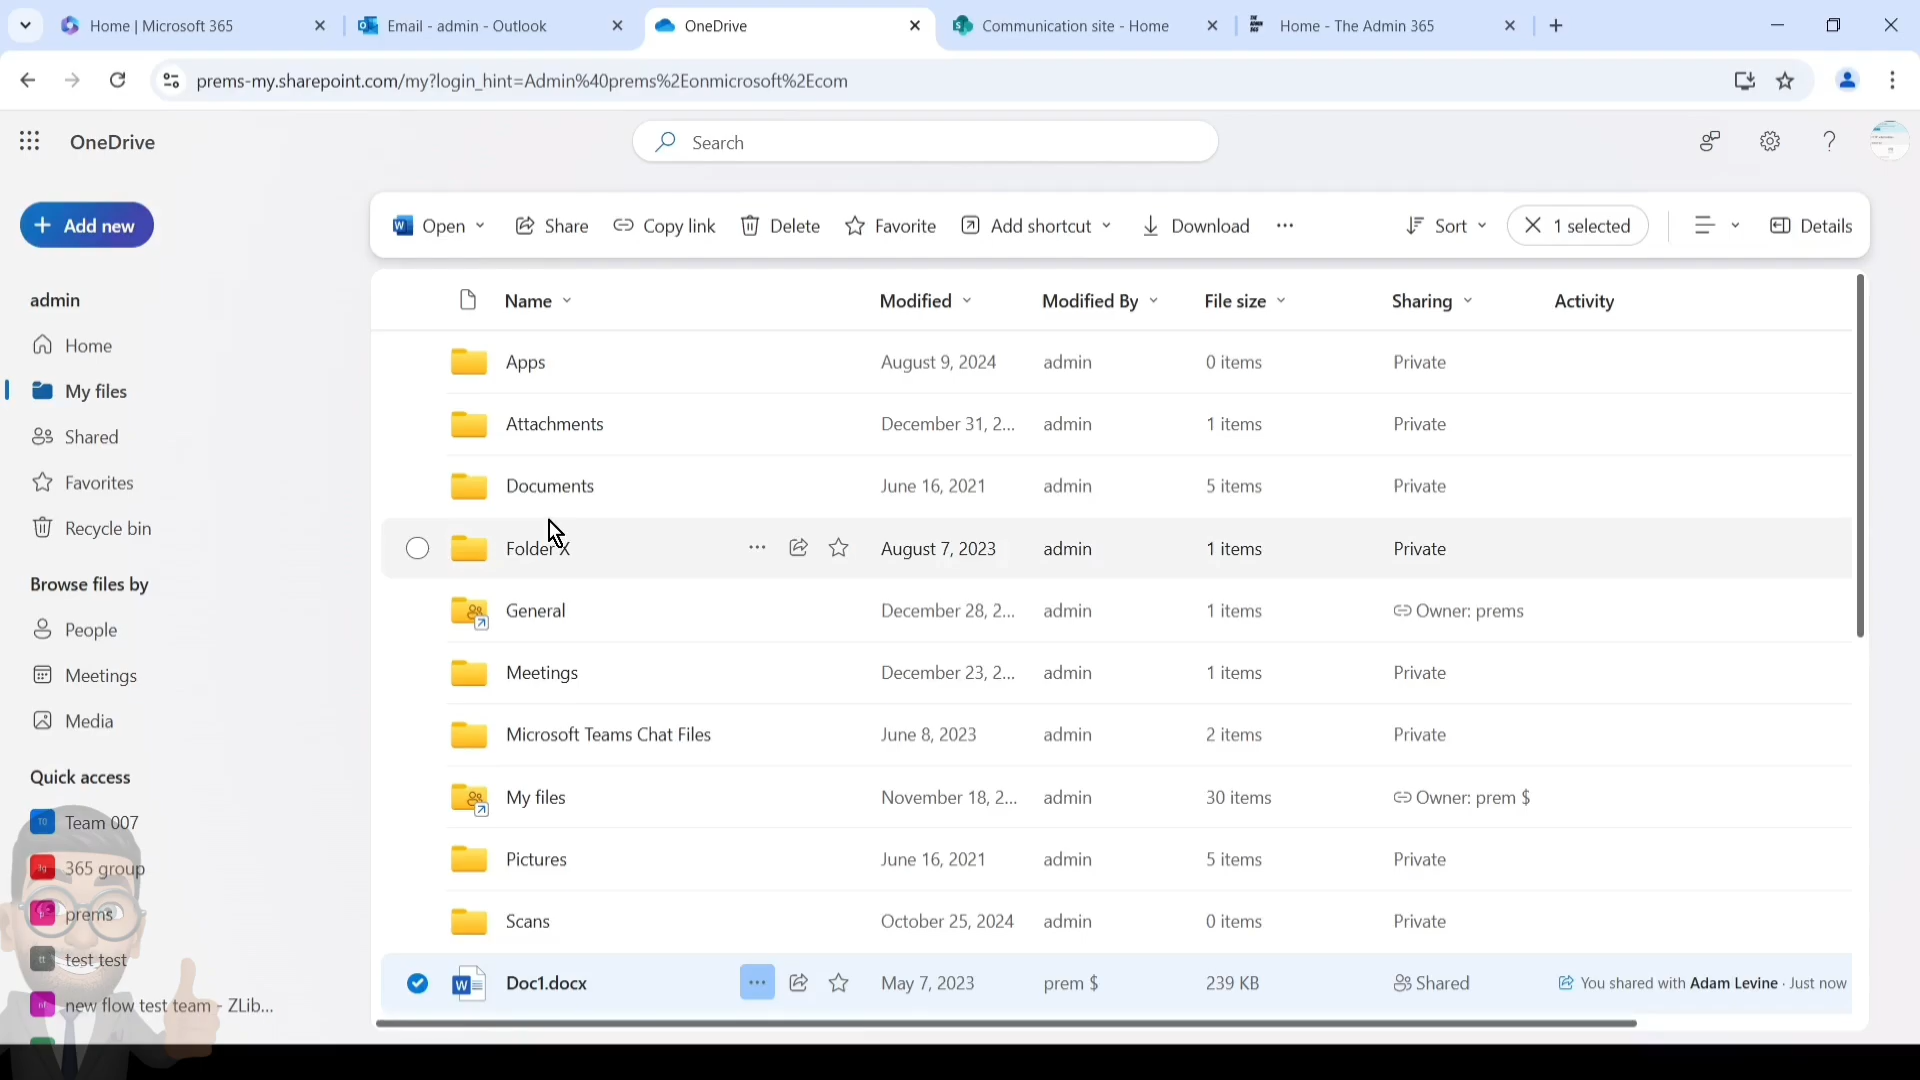 Home | Microsoft 365
Email - admin - Outlook
OneDrive
Communication site - Home
Home - The Admin 365
prems-my.sharepoint.com/my?login_hint=Admin%40prems%2Eonmicrosoft%2Ecom
OneDrive
Search
Add new
Open
Share
Copy link
Delete
Favorite
Add shortcut
Download
Sort
1 selected
Details
admin
Home
My files
Shared
Favorites
Recycle bin
Browse files by
People
Meetings
Media
Quick access
Team 007
365 group
prems
test test
new flow test team - ZLib...
Name Modified Modified By File size Sharing Activity
Apps August 9, 2024 admin 0 items Private
Attachments December 31, 2... admin 1 items Private
Documents June 16, 2021 admin 5 items Private
Folder X August 7, 2023 admin 1 items Private
General December 28, 2... admin 1 items Owner: prems
Meetings December 23, 2... admin 1 items Private
Microsoft Teams Chat Files June 8, 2023 admin 2 items Private
My files November 18, 2... admin 30 items Owner: prem $
Pictures June 16, 2021 admin 5 items Private
Scans October 25, 2024 admin 0 items Private
Doc1.docx May 7, 2023 prem $ 239 KB Shared You shared with Adam Levine · Just now